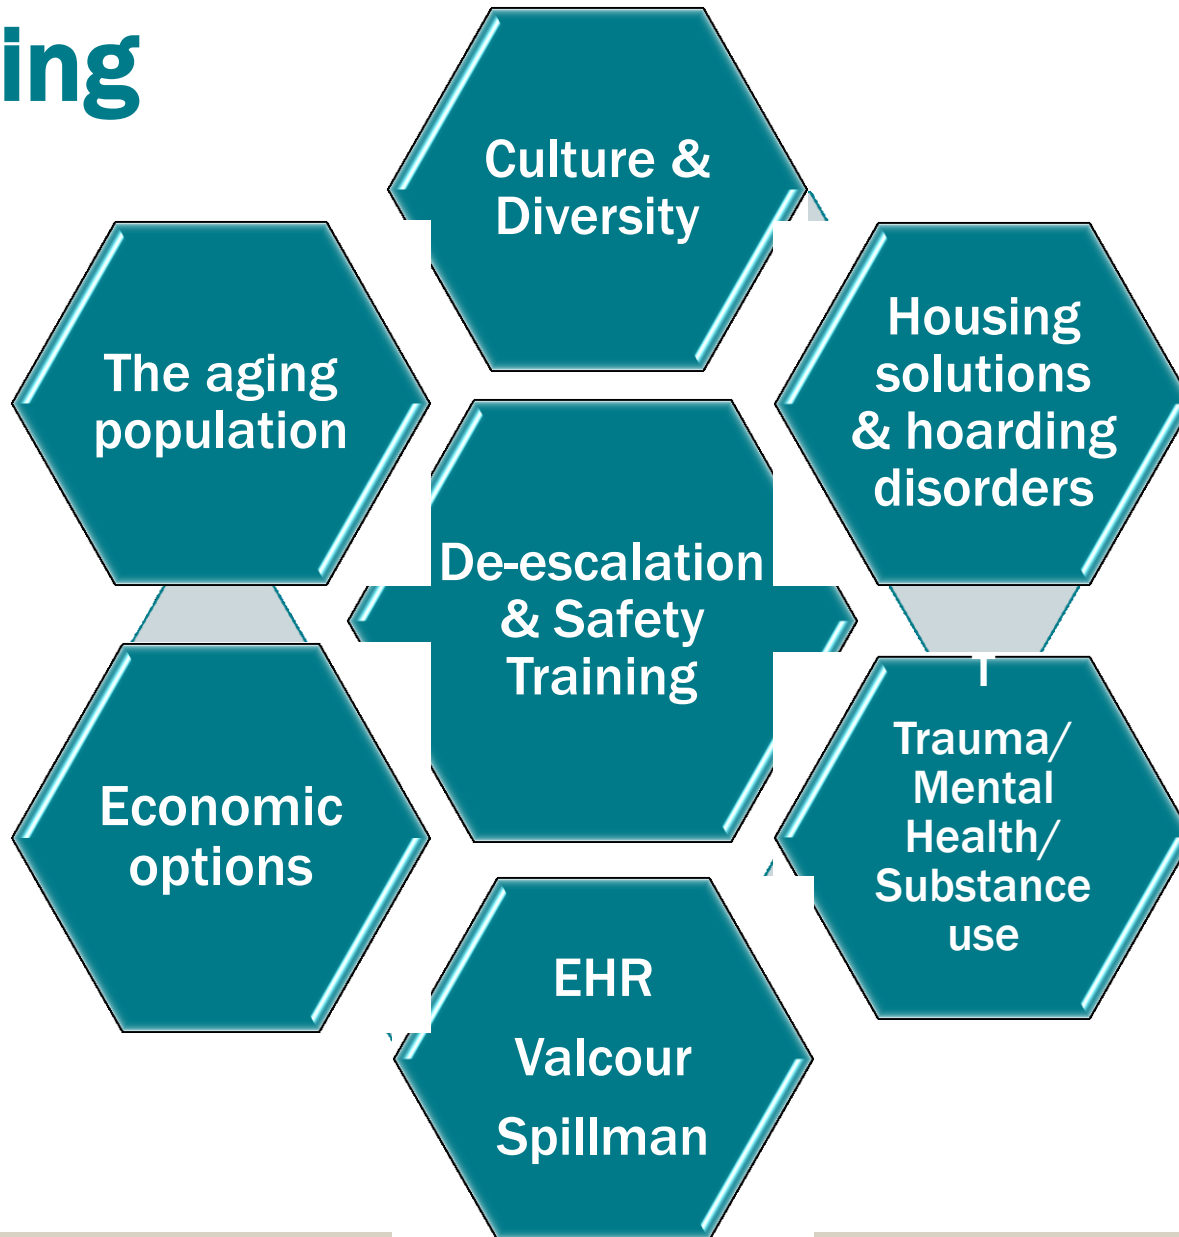 ing
Culture &
Diversity
The aging
population
Housing
solutions
& hoarding
disorders
De-escalation
& Safety
Training
Economic
options
T
Trauma/
Mental
Health/
Substance
use
EHR
Valcour
Spillman